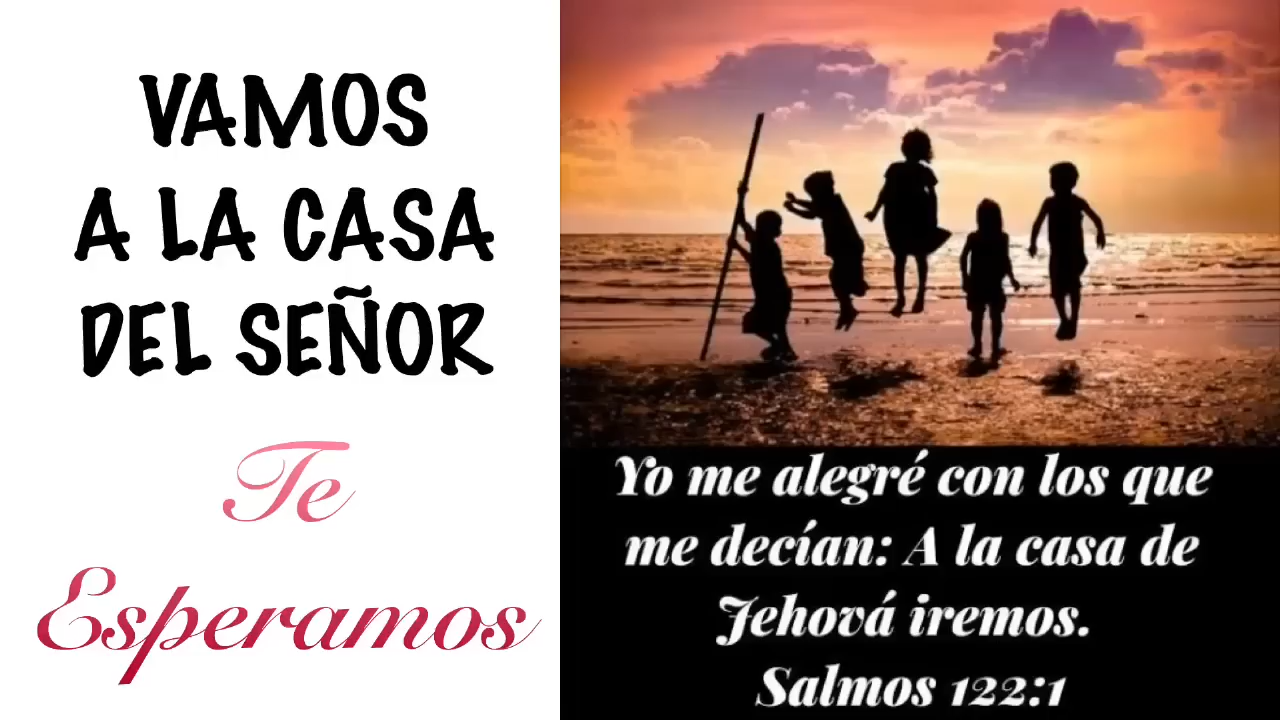 VAMOS
A LA CASA
DEL SEÑOR
Te
Esperamos
Yo me alegré con los que
me decían: A la casa de
Jehová iremos.
Salmos 122:1